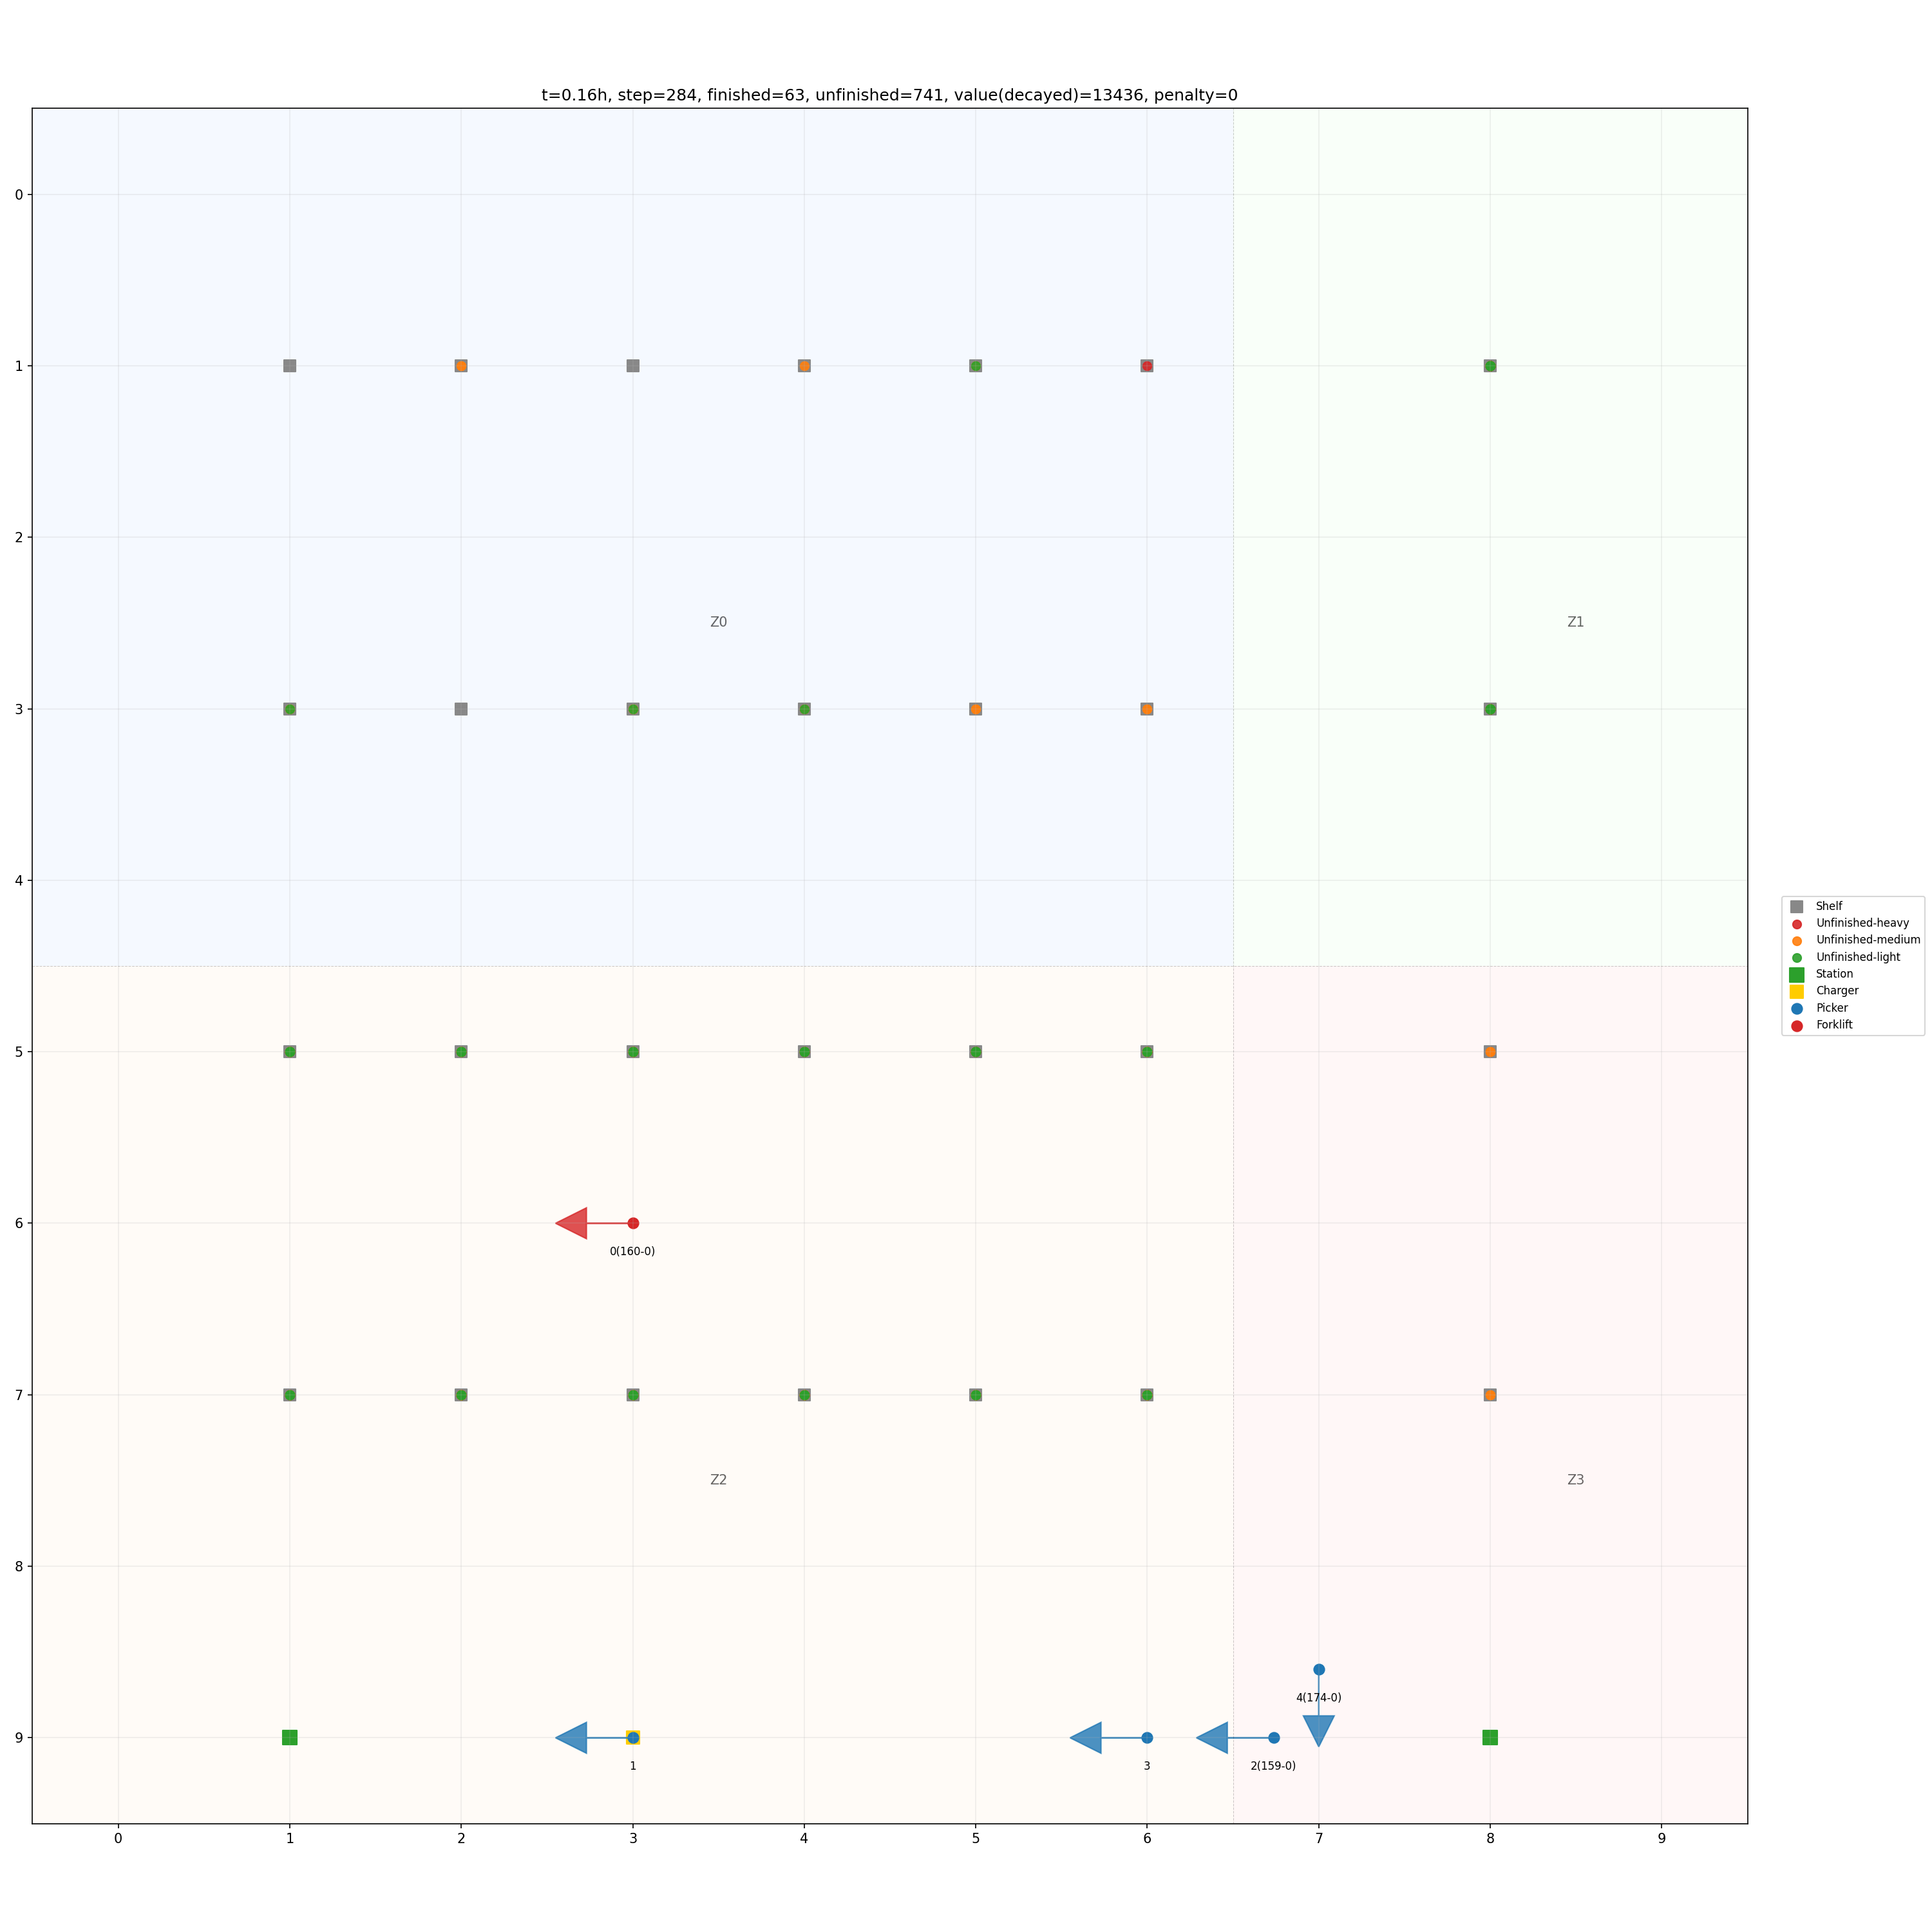 t=0.16h, step=284, finished=63, unfinished=741, value(decayed)=13436, penalty=0
0
1
2
Z0
Z1
3
4
Shelf
Unfinished-heavy
Unfinished-medium
Unfinished-light
Station
Charger
Picker
Forklift
5
6
0(160-0)
7
Z2
Z3
8
4(174-0)
9
1
3
2(159-0)
0 1 2 3 4 5 6 7 8 9